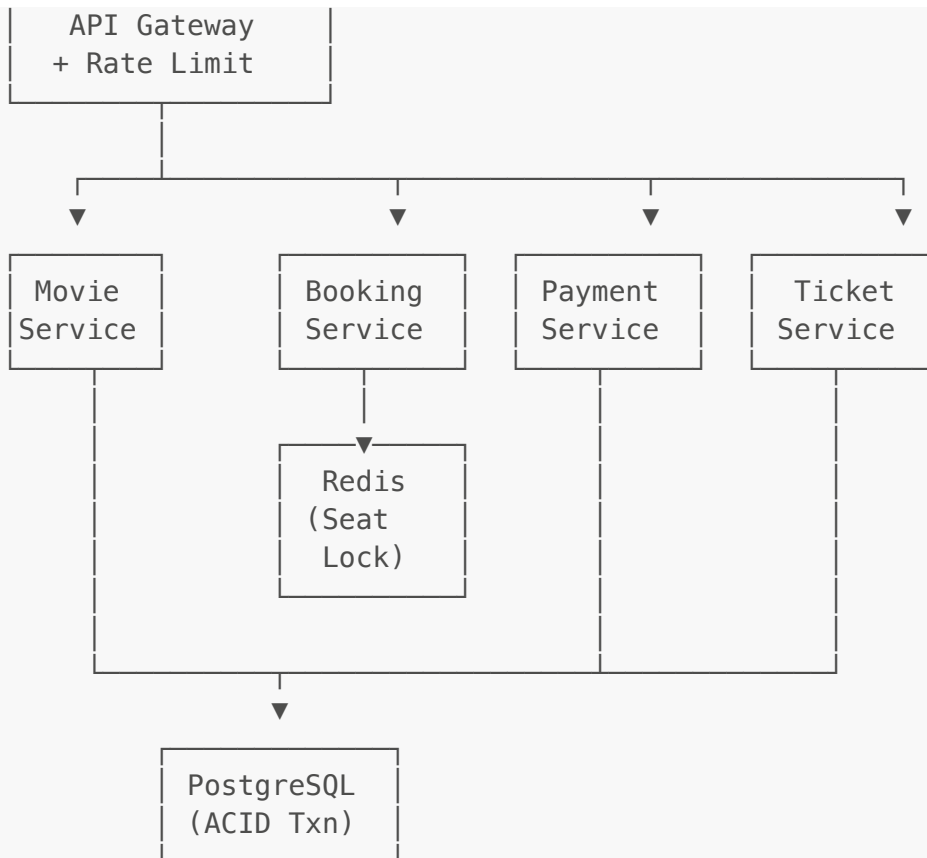 API Gateway
+ Rate Limit
Movie
Service
Booking
Service
Payment
Service
Ticket
Service
Redis
(Seat
Lock)
PostgreSQL
(ACID Txn)